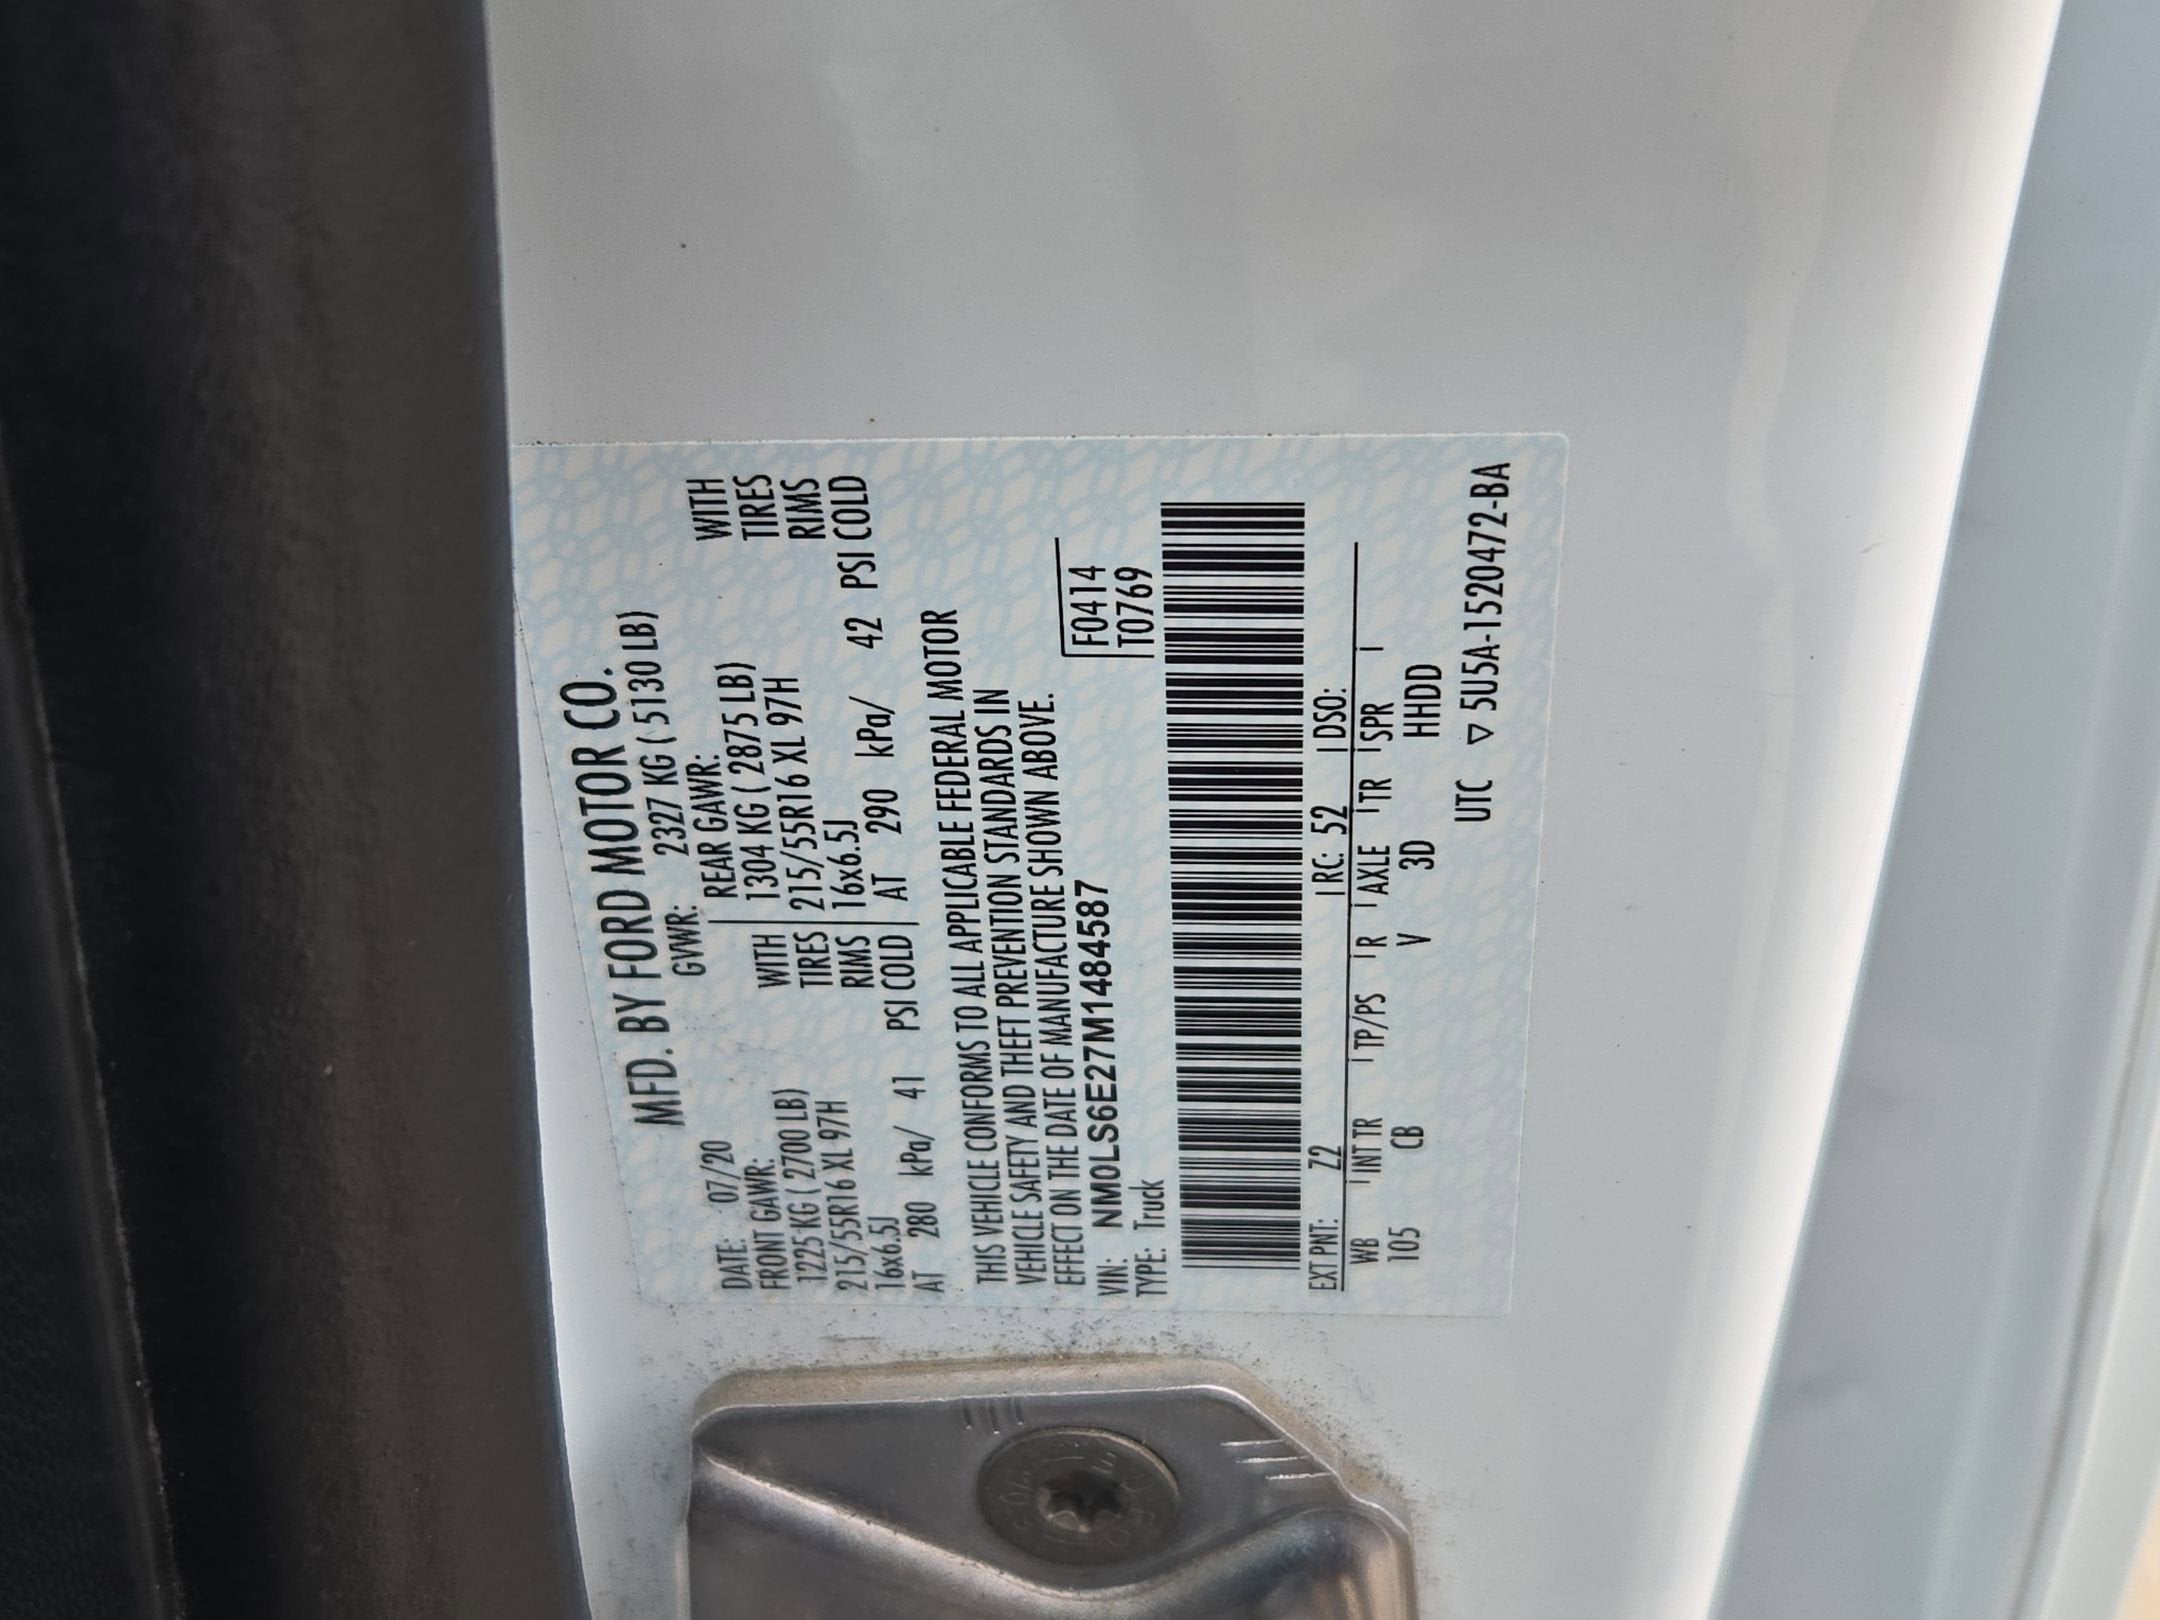 MFD. BY FORD MOTOR CO.
DATE: 07/20 GVWR: 2327 KG ( 5130 LB)
FRONT GAWR: REAR GAWR:
1225 KG ( 2700 LB) WITH 1304 KG ( 2875 LB) WITH
215/55R16 XL 97H TIRES 215/55R16 XL 97H TIRES
16x6.5J RIMS 16x6.5J RIMS
AT 280 kPa/ 41 PSI COLD AT 290 kPa/ 42 PSI COLD
THIS VEHICLE CONFORMS TO ALL APPLICABLE FEDERAL MOTOR
VEHICLE SAFETY AND THEFT PREVENTION STANDARDS IN
EFFECT ON THE DATE OF MANUFACTURE SHOWN ABOVE.
VIN: NM0LS6E27M1484587 F0414
TYPE: Truck T0769
EXT PNT: Z2 RC: 52 DSO:
WB INT TR TP/PS R AXLE TR SPR
105 CB V 3D HHDD
UTC ▽ 5U5A-1520472-BA